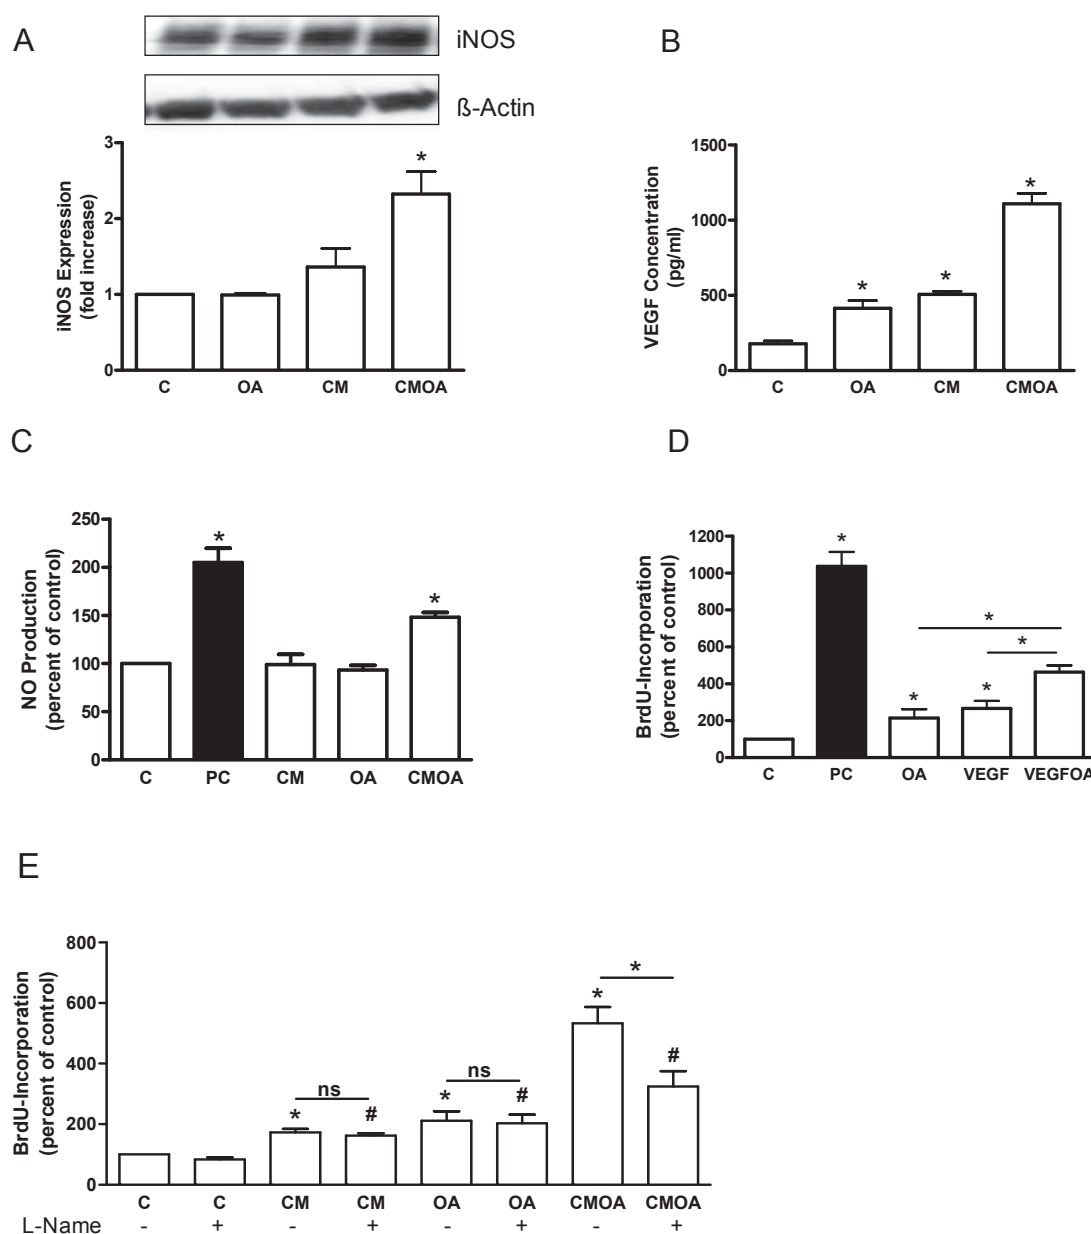 A
iNOS
ß-Actin
iNOS Expression
(fold increase)
3
2
1
0
*
C OA CM CMOA
B
VEGF Concentration
(pg/ml)
1500
1000
500
0
* * *
C OA CM CMOA
C
NO Production
(percent of control)
250
200
150
100
50
0
* *
C PC CM OA CMOA
D
BrdU-Incorporation
(percent of control)
1200
1000
800
600
400
200
0
* * * * *
C PC OA VEGF VEGFOA
E
BrdU-Incorporation
(percent of control)
800
600
400
200
0
* ns # * ns # * * #
C C CM CM OA OA CMOA CMOA
L-Name - + - + - + - +